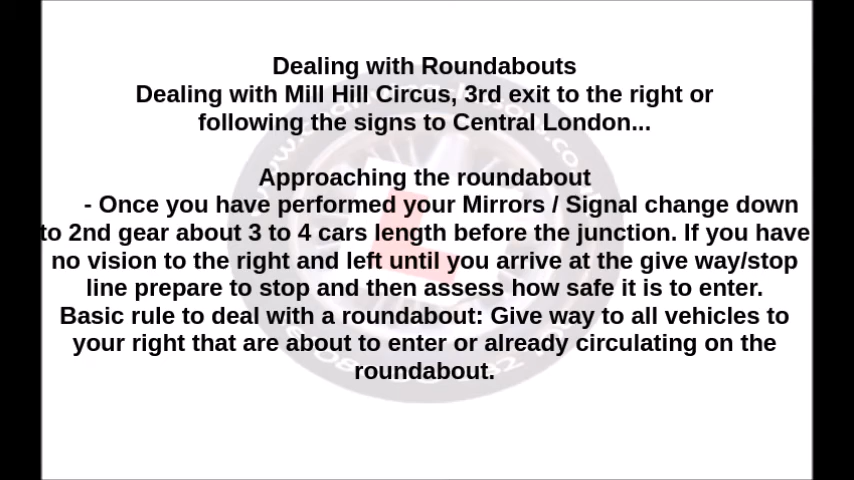 Dealing with Roundabouts
Dealing with Mill Hill Circus, 3rd exit to the right or
following the signs to Central London...
Approaching the roundabout
- Once you have performed your Mirrors / Signal change down
to 2nd gear about 3 to 4 cars length before the junction. If you have
no vision to the right and left until you arrive at the give way/stop
line prepare to stop and then assess how safe it is to enter.
Basic rule to deal with a roundabout: Give way to all vehicles to
your right that are about to enter or already circulating on the
roundabout.